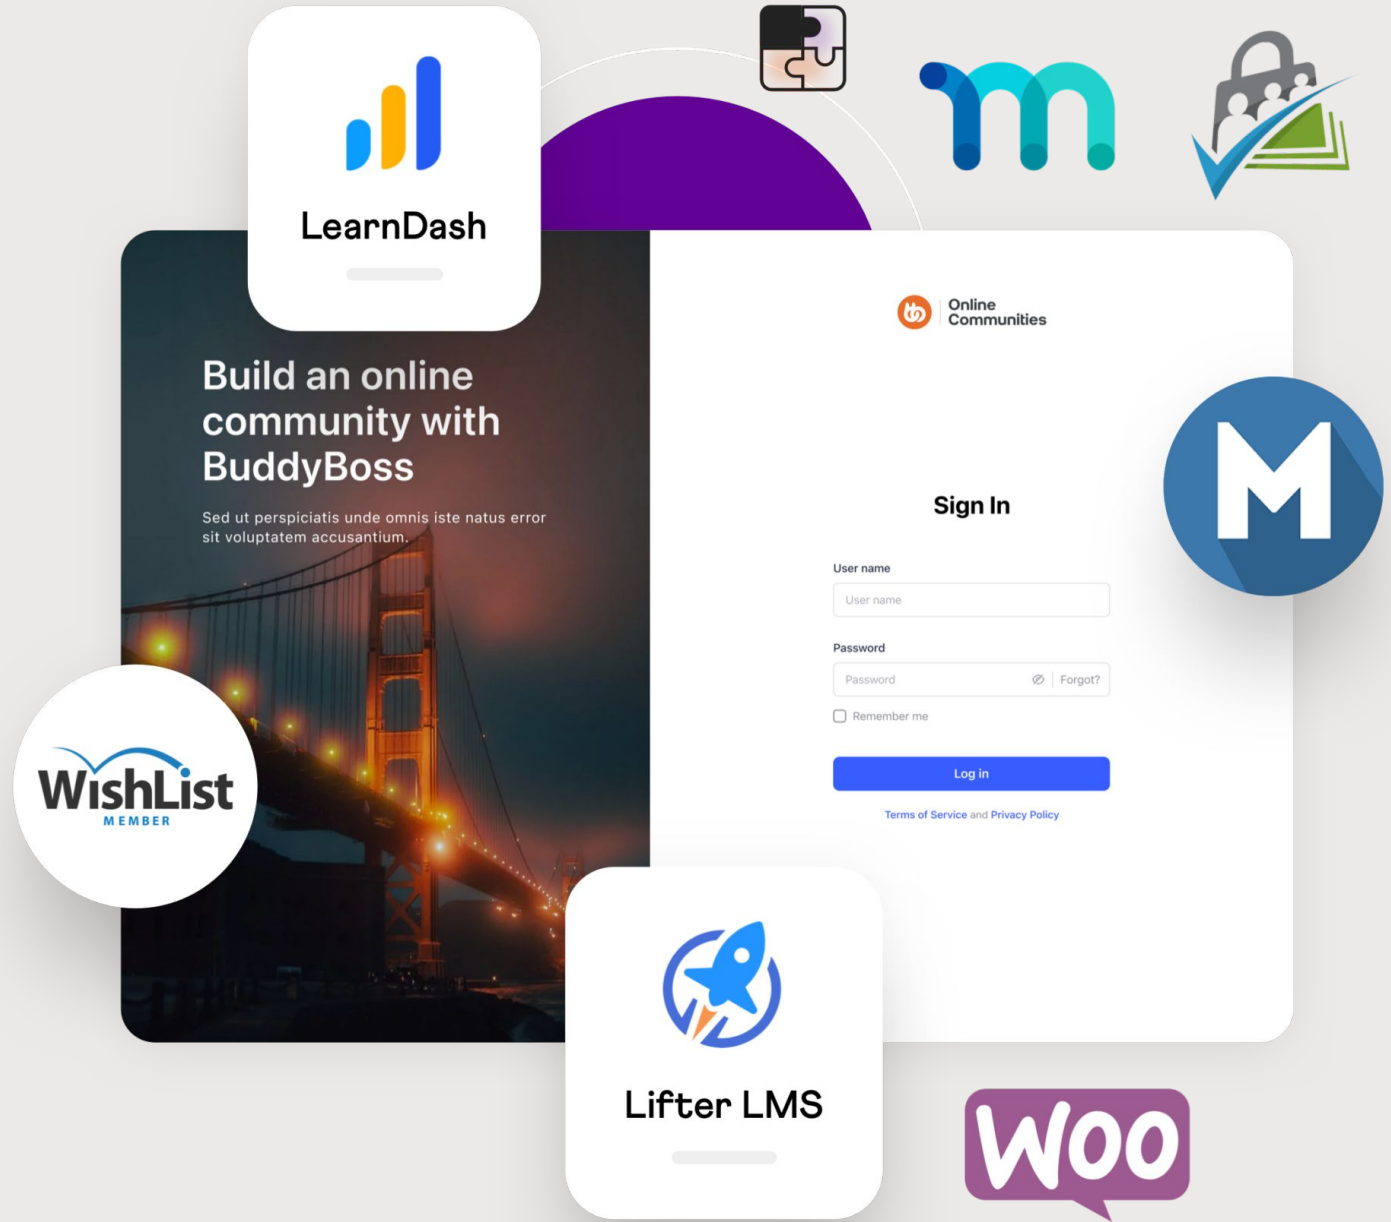 LearnDash
Build an online
community with
BuddyBoss
Sed ut perspiciatis unde omnis iste natus error
sit voluptatem accusantium.
Online
Communities
M
Sign In
User name
User name
Password
Password Forgot?
Remember me
Log in
Terms of Service and Privacy Policy
WishList
MEMBER
Lifter LMS
WOO